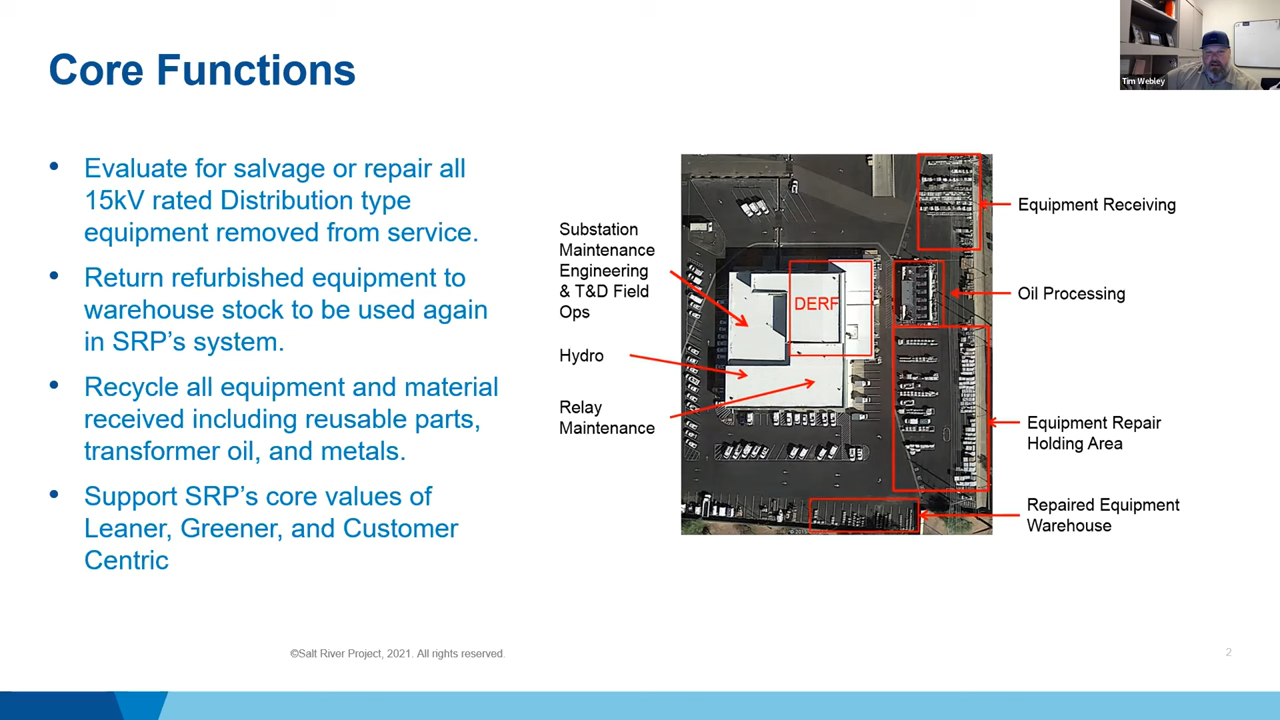 Core Functions
Tim Webley
• Evaluate for salvage or repair all
15kV rated Distribution type
equipment removed from service.
• Return refurbished equipment to
warehouse stock to be used again
in SRP's system.
• Recycle all equipment and material
received including reusable parts,
transformer oil, and metals.
• Support SRP's core values of
Leaner, Greener, and Customer
Centric
Substation
Maintenance
Engineering
& T&D Field
Ops
Hydro
Relay
Maintenance
DERF
Equipment Receiving
Oil Processing
Equipment Repair
Holding Area
Repaired Equipment
Warehouse
©Salt River Project, 2021. All rights reserved.
2